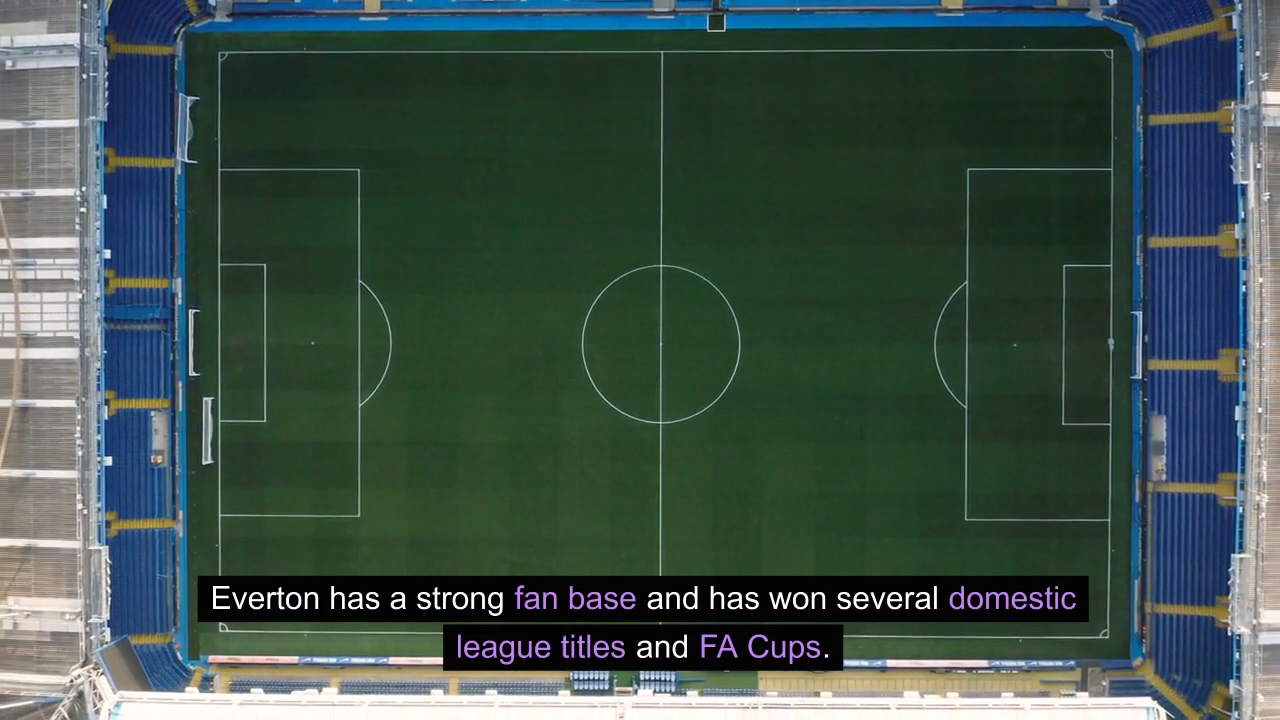 Everton has a strong fan base and has won several domestic
league titles and FA Cups.